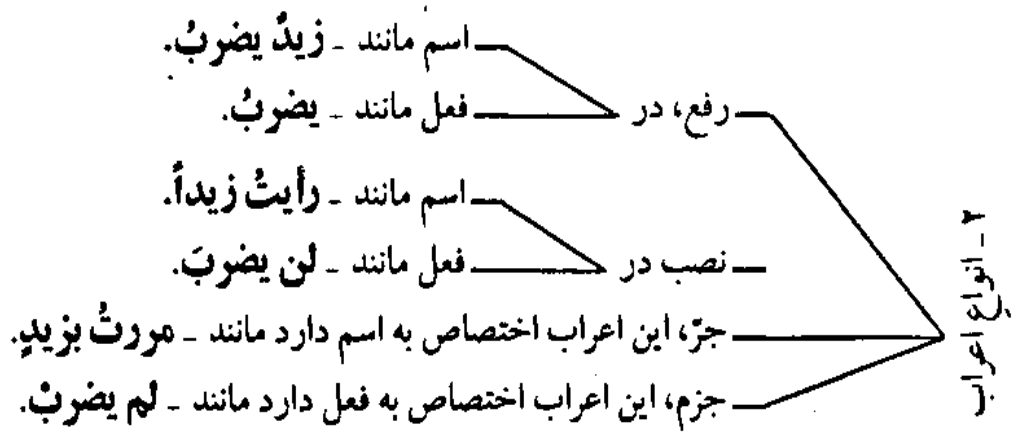 ۲ - انواع اعراب
رفع، در
اسم مانند - زیدٌ یضربُ.
فعل مانند - یضربُ.
نصب در
اسم مانند - رأیتُ زیداً.
فعل مانند - لن یضربَ.
جرّ، این اعراب اختصاص به اسم دارد مانند - مررتُ بزیدٍ.
جزم، این اعراب اختصاص به فعل دارد مانند - لم یضربْ.